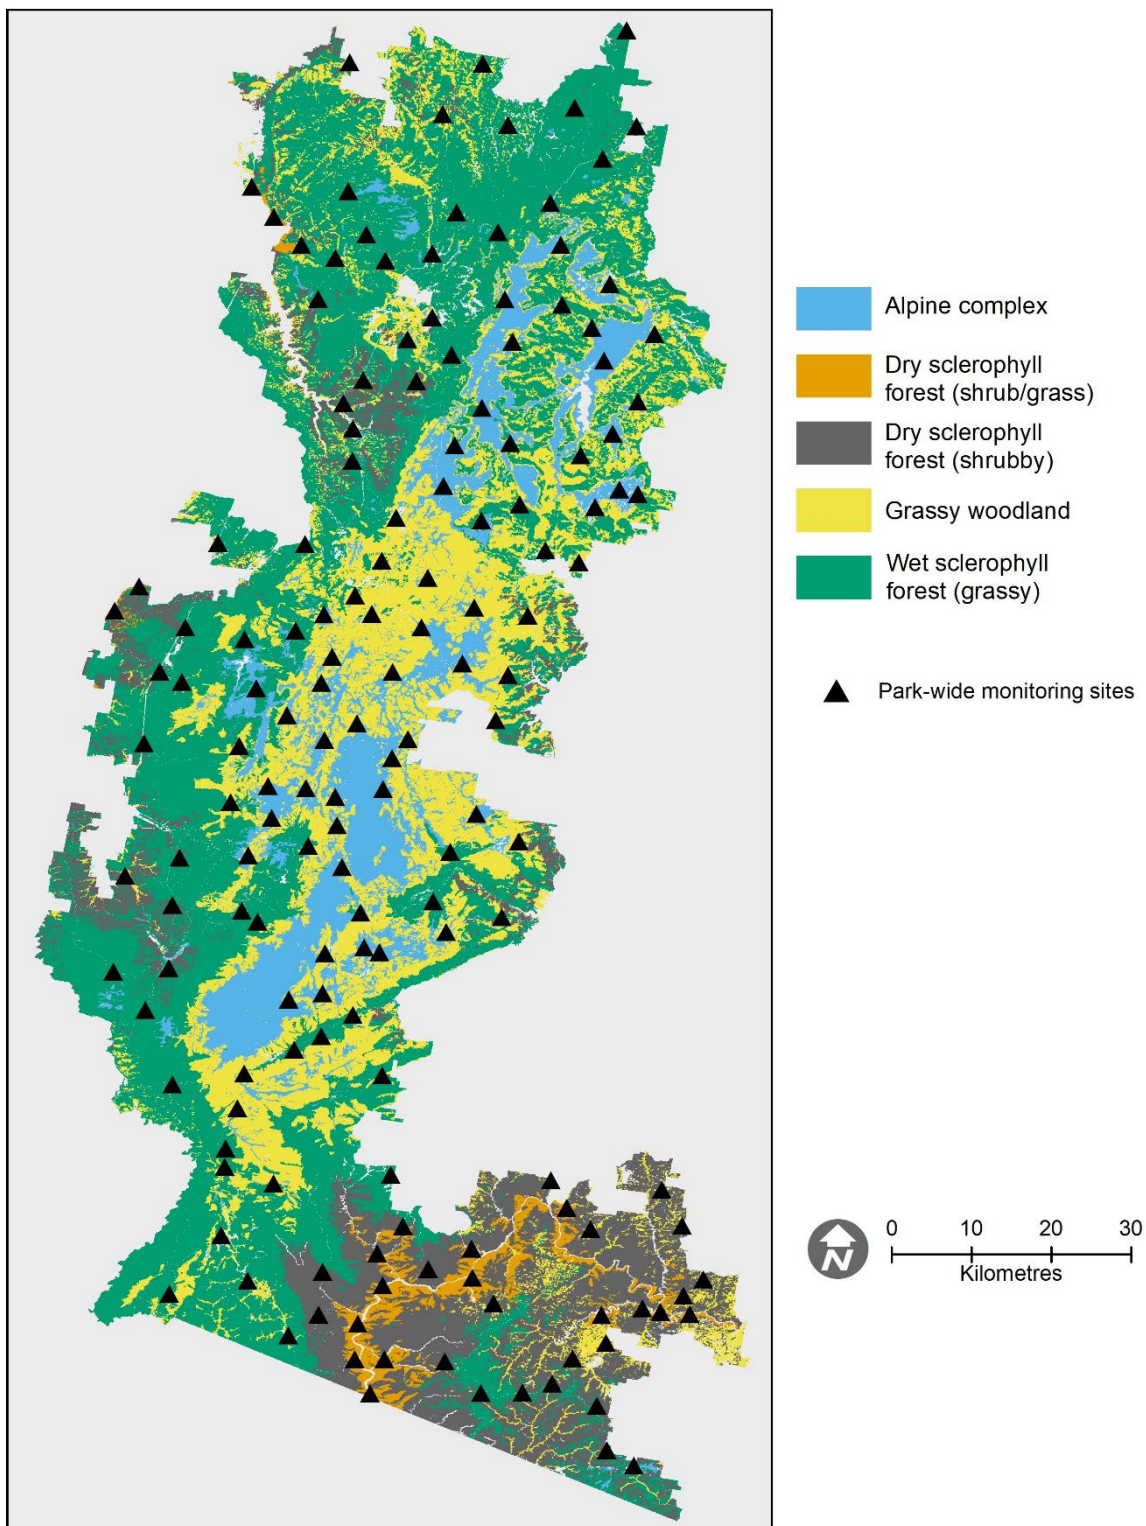 Alpine complex
Dry sclerophyll
forest (shrub/grass)
Dry sclerophyll
forest (shrubby)
Grassy woodland
Wet sclerophyll
forest (grassy)
Park-wide monitoring sites
N
0 10 20 30
Kilometres